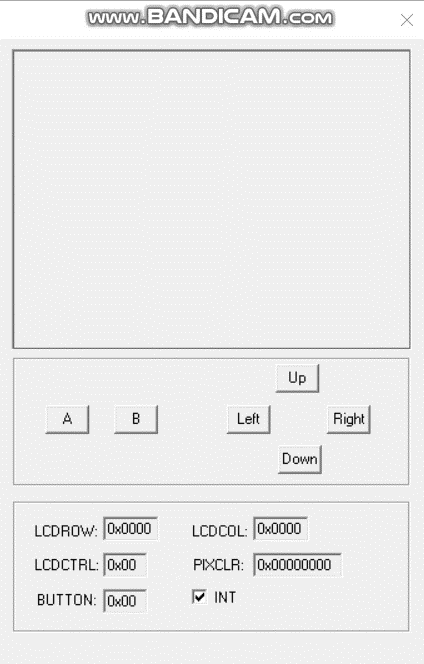 www.BANDICAM.com
Up
A B Left Right
Down
LCDROW: 0x0000 LCDCOL: 0x0000
LCDCTRL: 0x00 PIXCLR: 0x00000000
BUTTON: 0x00 INT